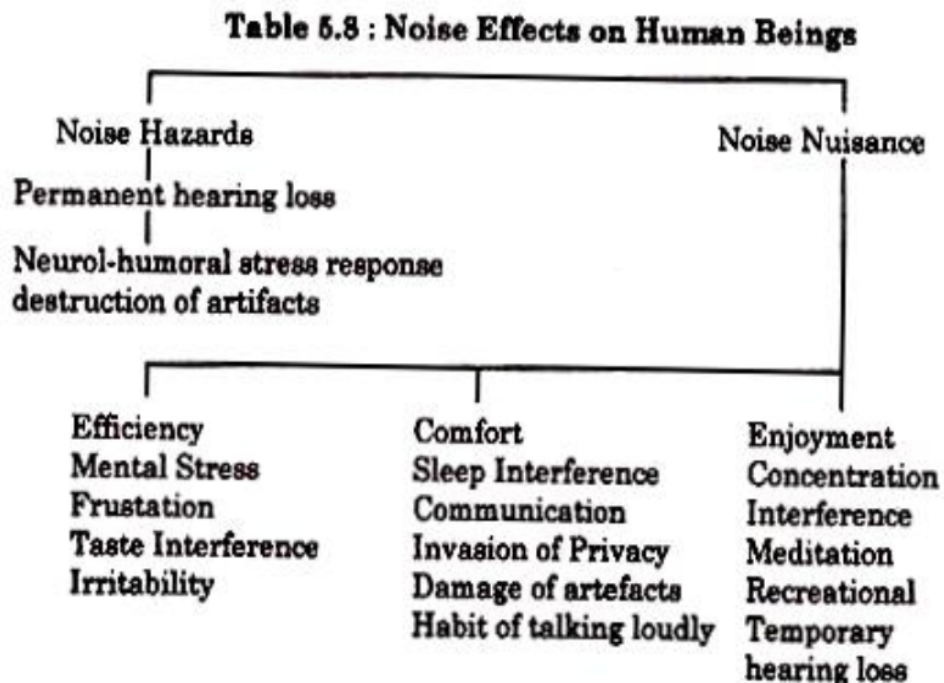 Table 5.8 : Noise Effects on Human Beings
Noise Hazards
Noise Nuisance
Permanent hearing loss
Neurol-humoral stress response
destruction of artifacts
Efficiency
Mental Stress
Frustation
Taste Interference
Irritability
Comfort
Sleep Interference
Communication
Invasion of Privacy
Damage of artefacts
Habit of talking loudly
Enjoyment
Concentration
Interference
Meditation
Recreational
Temporary
hearing loss